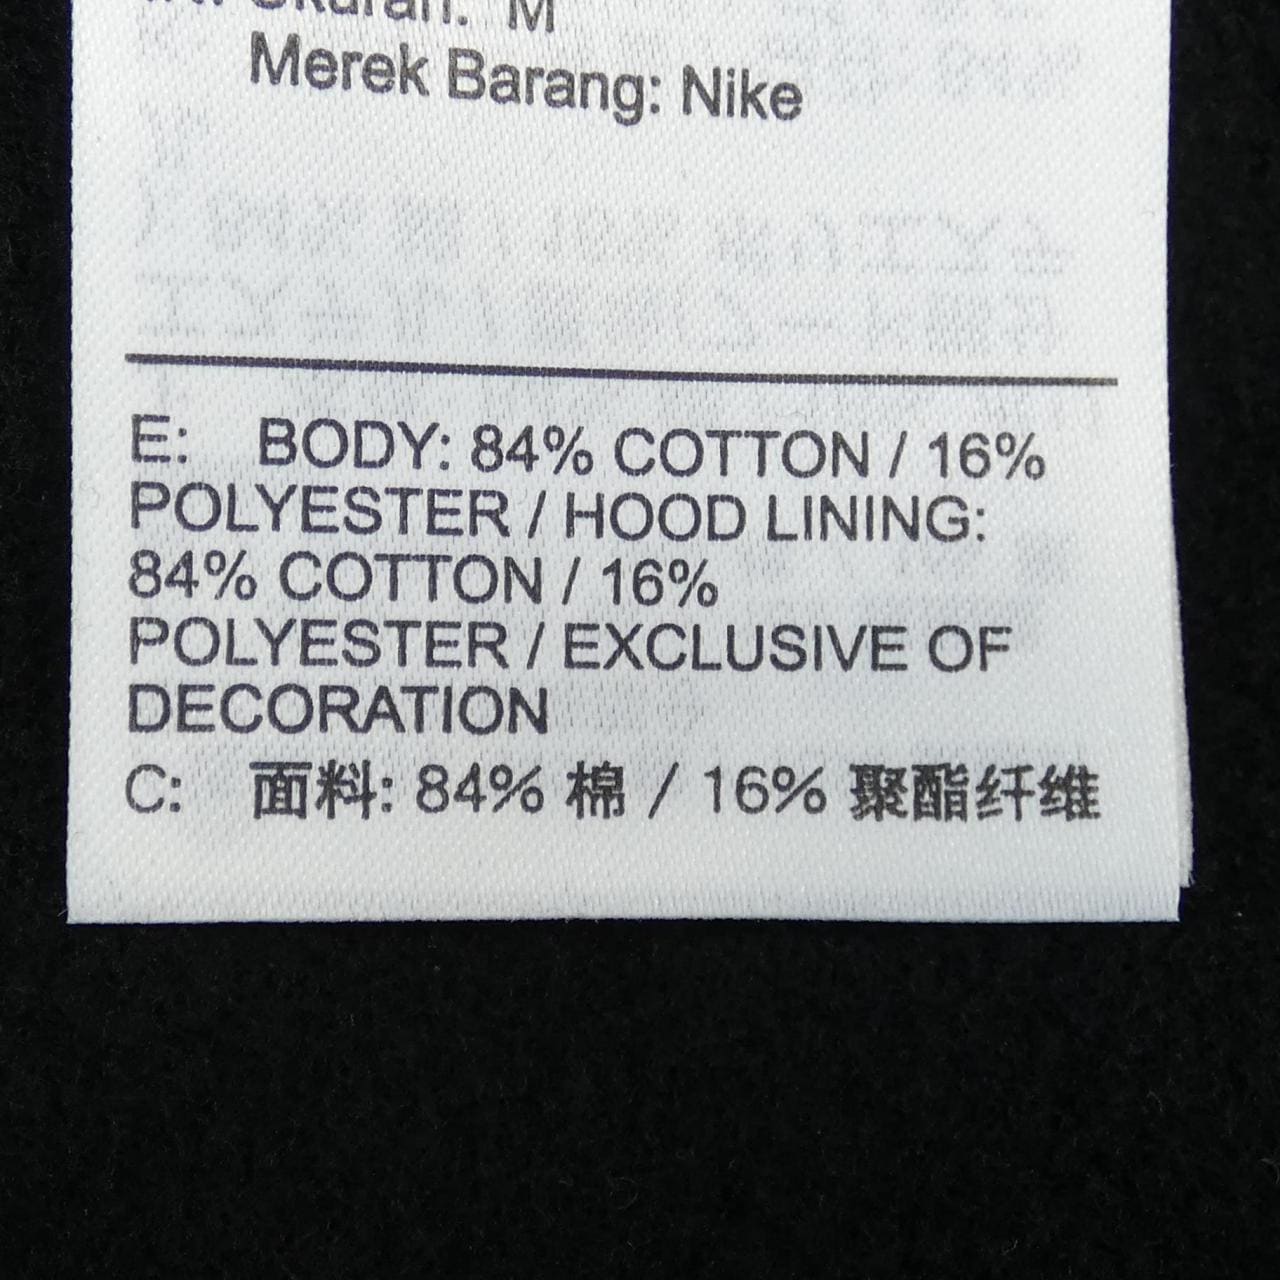 Ukuran: M
Merek Barang: Nike
E: BODY: 84% COTTON / 16%
POLYESTER / HOOD LINING:
84% COTTON / 16%
POLYESTER / EXCLUSIVE OF
DECORATION
C: 面料: 84% 棉 / 16% 聚酯纤维